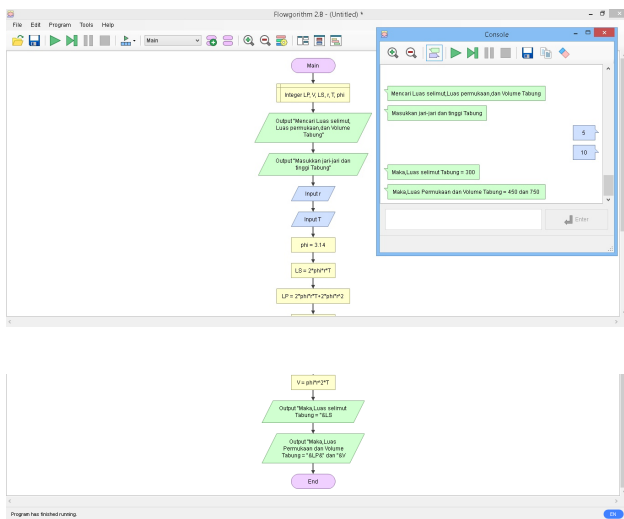 Flowgorithm 2.8 - (Untitled) *
File Edit Program Tools Help
Main
Console
Main
Integer LP, V, LS, r, T, phi
Output "Mencari Luas selimut,
Luas permukaan,dan Volume
Tabung"
Output "Masukkan jari-jari dan
tinggi Tabung"
Input r
Input T
phi = 3.14
LS = 2*phi*r*T
LP = 2*phi*r*T+2*phi*r^2
Mencari Luas selimut,Luas permukaan,dan Volume Tabung
Masukkan jari-jari dan tinggi Tabung
5
10
Maka,Luas selimut Tabung = 300
Maka,Luas Permukaan dan Volume Tabung = 450 dan 750
Enter
V = phi*r^2*T
Output "Maka,Luas selimut
Tabung = "&LS
Output "Maka,Luas
Permukaan dan Volume
Tabung = "&LP&" dan "&V
End
Program has finished running.
EN